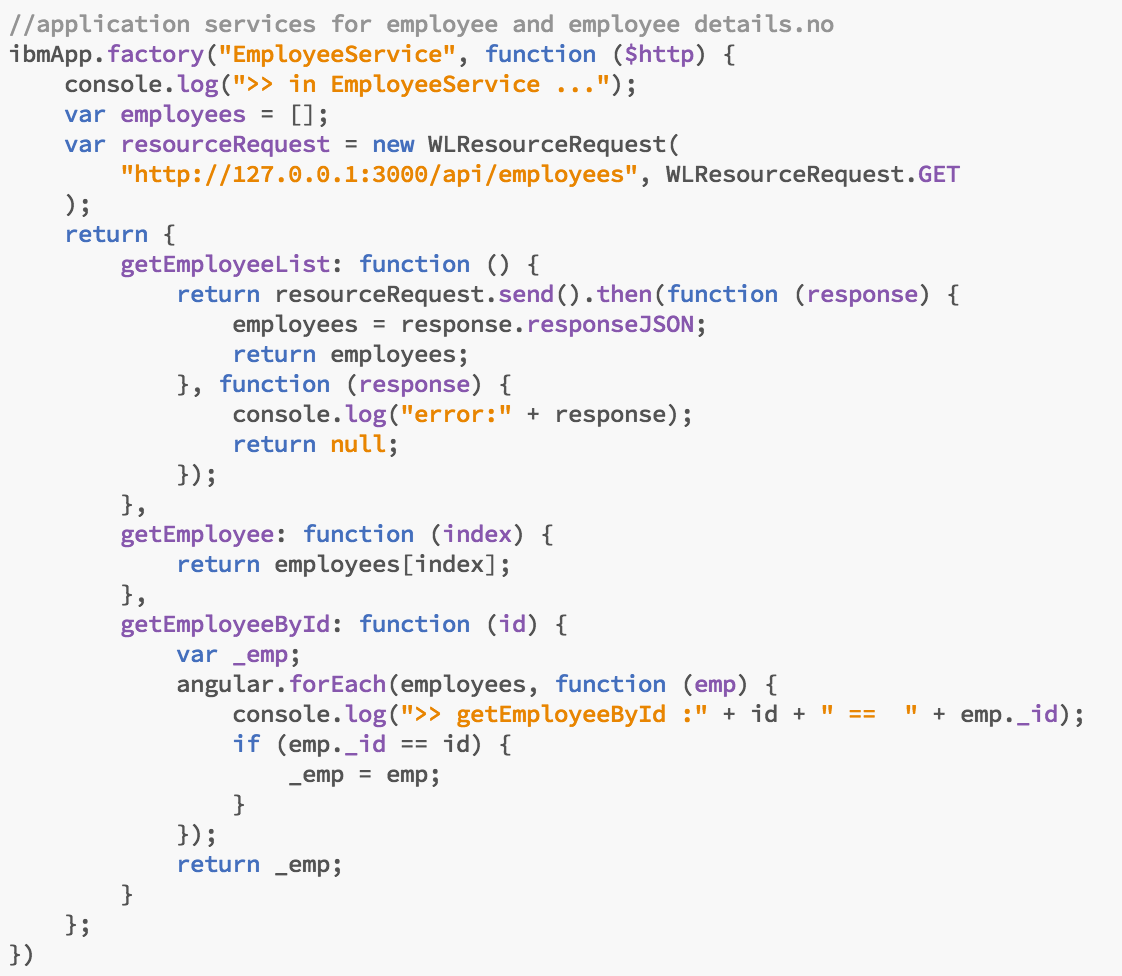 //application services for employee and employee details.no
ibmApp.factory("EmployeeService", function ($http) {
    console.log(">> in EmployeeService ...");
    var employees = [];
    var resourceRequest = new WLResourceRequest(
        "http://127.0.0.1:3000/api/employees", WLResourceRequest.GET
    );
    return {
        getEmployeeList: function () {
            return resourceRequest.send().then(function (response) {
                employees = response.responseJSON;
                return employees;
            }, function (response) {
                console.log("error:" + response);
                return null;
            });
        },
        getEmployee: function (index) {
            return employees[index];
        },
        getEmployeeById: function (id) {
            var _emp;
            angular.forEach(employees, function (emp) {
                console.log(">> getEmployeeById :" + id + " ==  " + emp._id);
                if (emp._id == id) {
                    _emp = emp;
                }
            });
            return _emp;
        }
    };
})